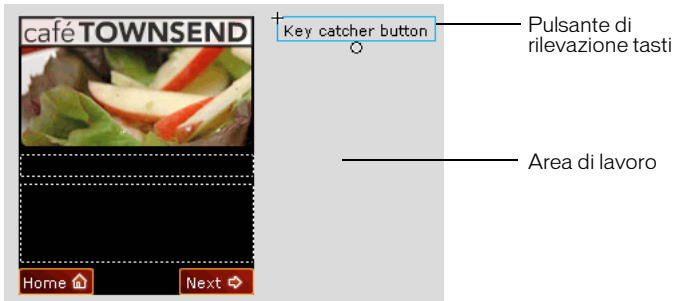 café TOWNSEND
Key catcher button
Pulsante di
rilevazione tasti
Area di lavoro
Home
Next